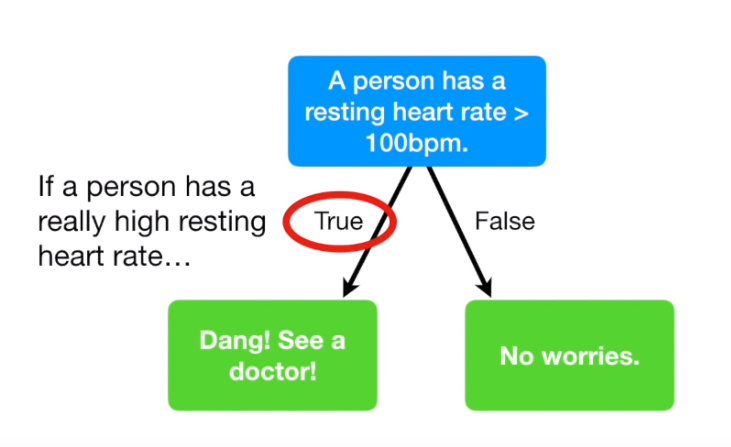 A person has a
resting heart rate >
100bpm.
If a person has a
really high resting
heart rate…
True
False
Dang! See a
doctor!
No worries.